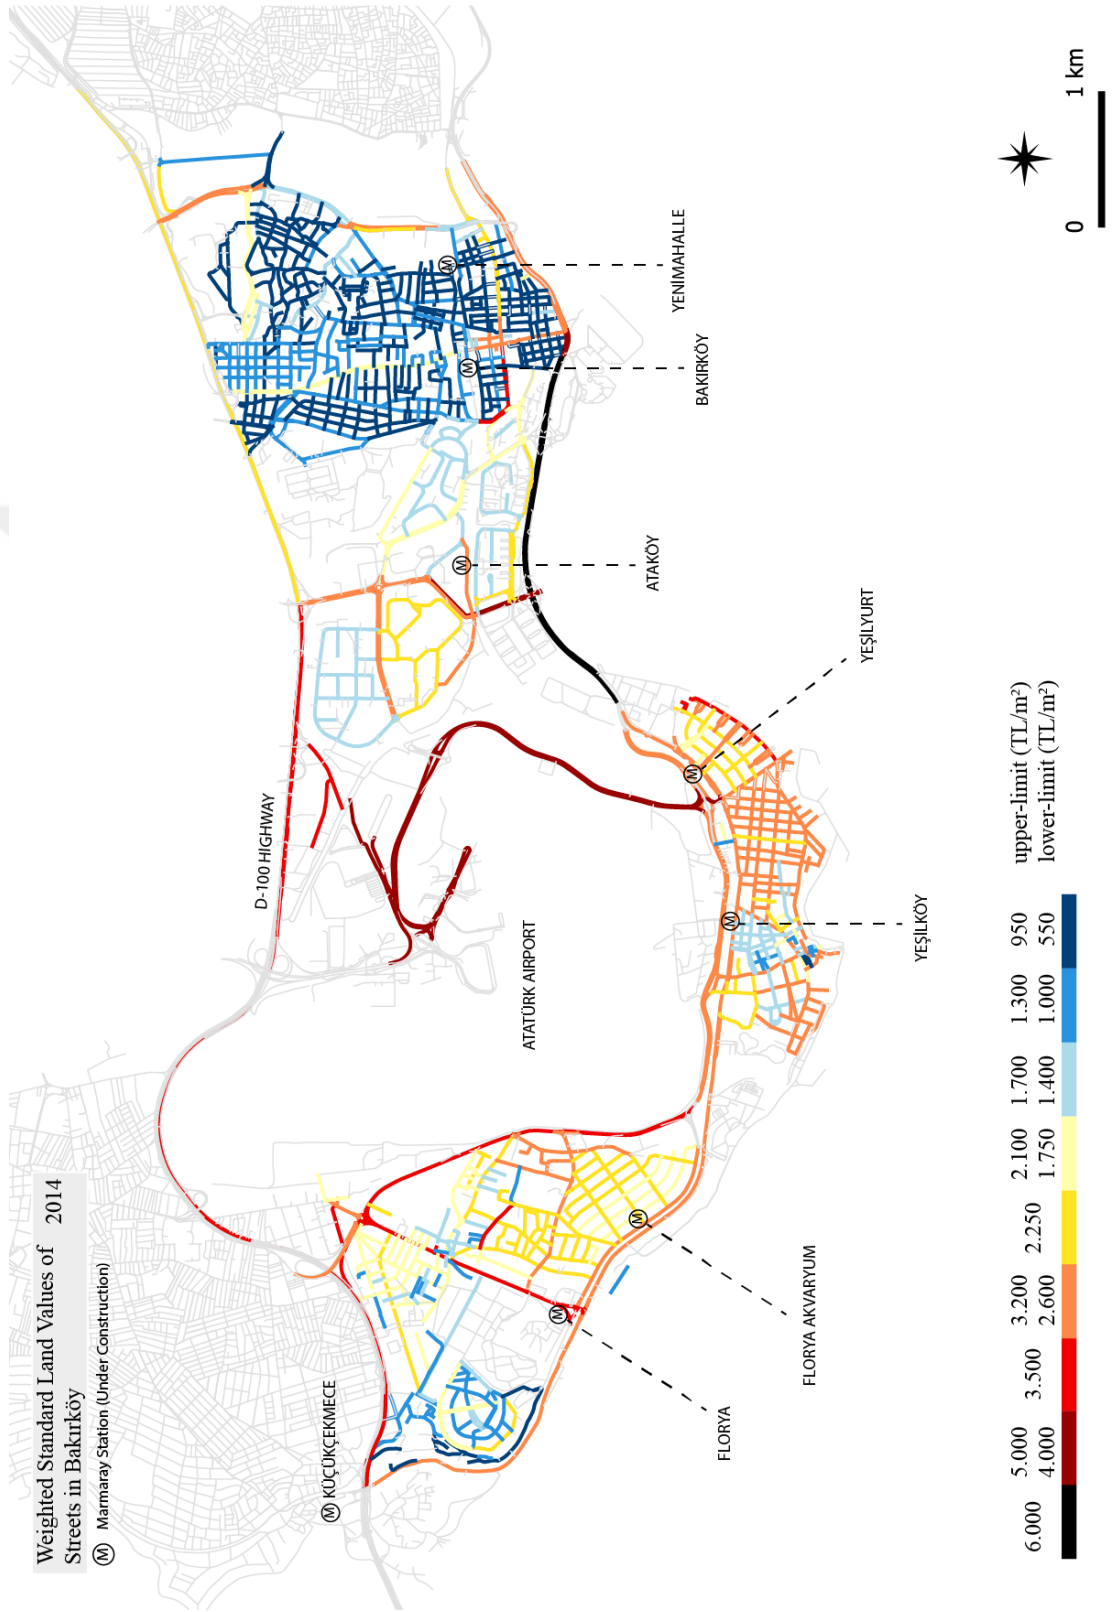 Weighted Standard Land Values of 2014
Streets in Bakırköy
M Marmaray Station (Under Construction)
M KÜÇÜKÇEKMECE
D-100 HIGHWAY
ATATÜRK AIRPORT
M
M
M
M
M
M
M
FLORYA
FLORYA AKVARYUM
YEŞİLKÖY
YEŞİLYURT
ATAKÖY
BAKIRKÖY
YENİMAHALLE
0 1 km
6.000 5.000 3.500 3.200 2.250 2.100 1.700 1.300 950 upper-limit (TL/m²)
4.000 2.600 1.750 1.400 1.000 550 lower-limit (TL/m²)